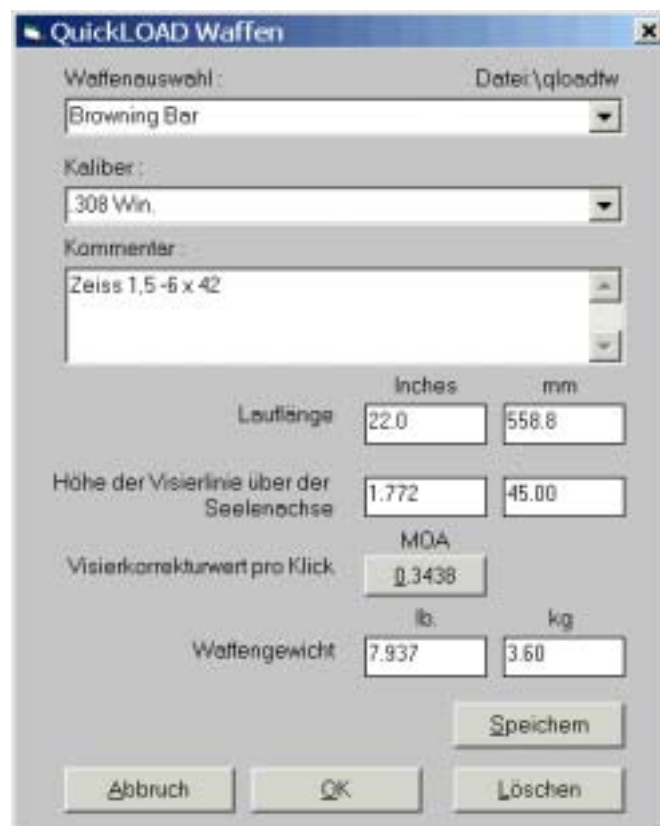 QuickLOAD Waffen
Waffenauswahl : Datei:\qloadfw
Browning Bar
Kaliber :
.308 Win.
Kommentar :
Zeiss 1,5 -6 x 42
Inches mm
Lauflänge 22.0 558.8
Höhe der Visierlinie über der
Seelenachse 1.772 45.00
MOA
Visierkorrekturwert pro Klick 0.3438
lb. kg
Waffengewicht 7.937 3.60
Speichern
Abbruch OK Löschen